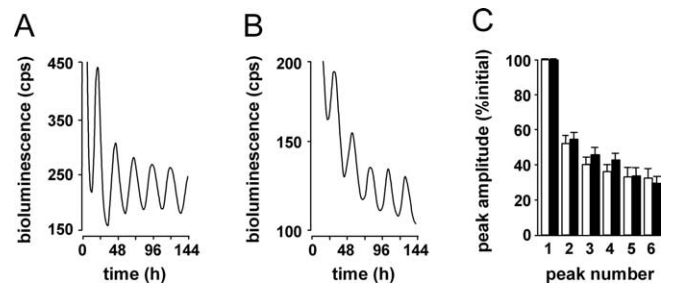 A
bioluminescence (cps)
450
350
250
150
0 48 96 144
time (h)
B
bioluminescence (cps)
200
150
100
0 48 96 144
time (h)
C
peak amplitude (%initial)
100
80
60
40
20
0
1 2 3 4 5 6
peak number